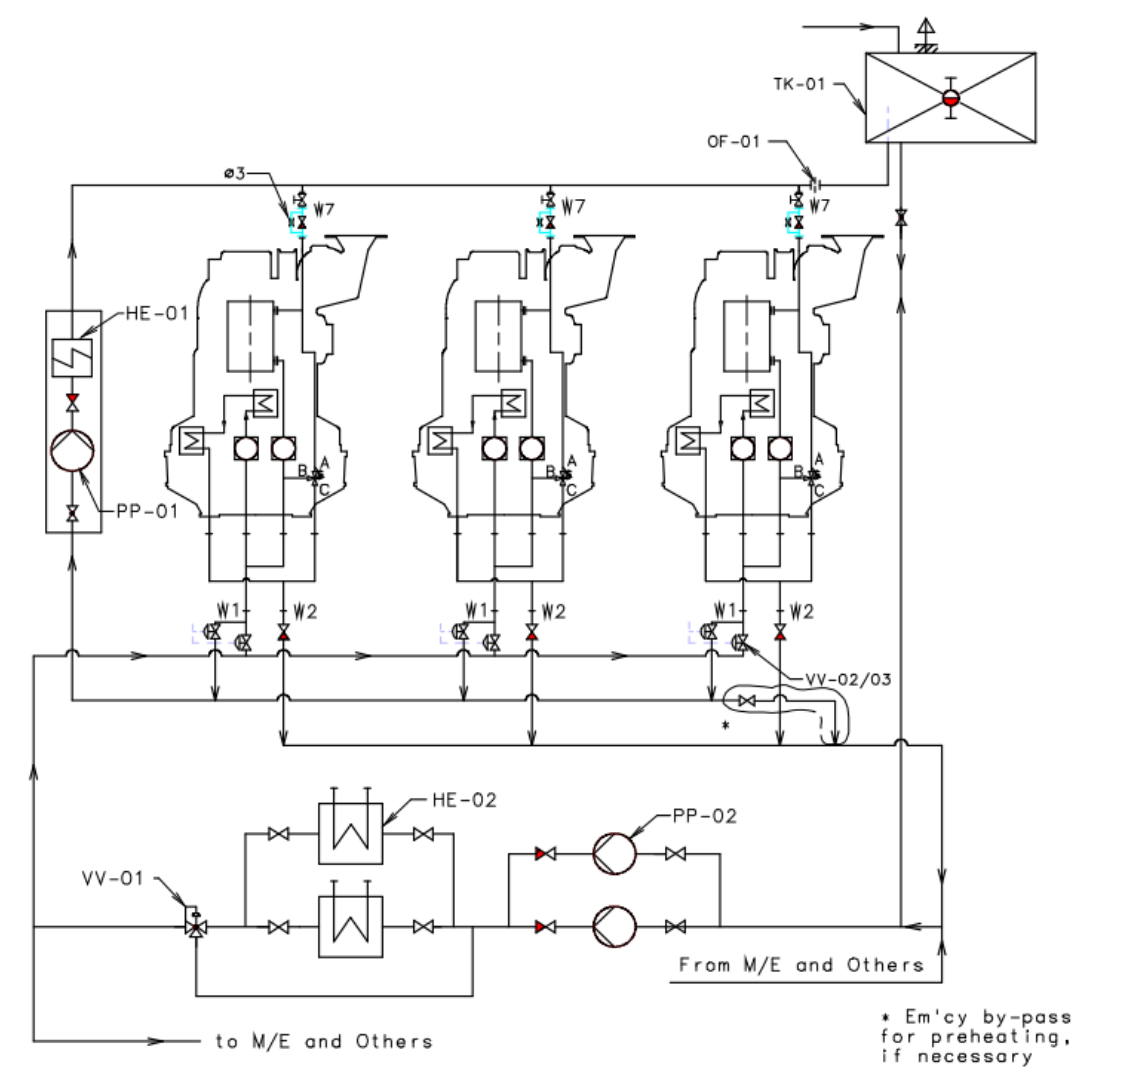 TK-01
OF-01
ø3
W7
W7
W7
HE-01
PP-01
A
B
C
A
B
C
A
B
C
W1
W2
W1
W2
W1
W2
VV-02/03
*
HE-02
PP-02
VV-01
From M/E and Others
to M/E and Others
* Em'cy by-pass
for preheating,
if necessary